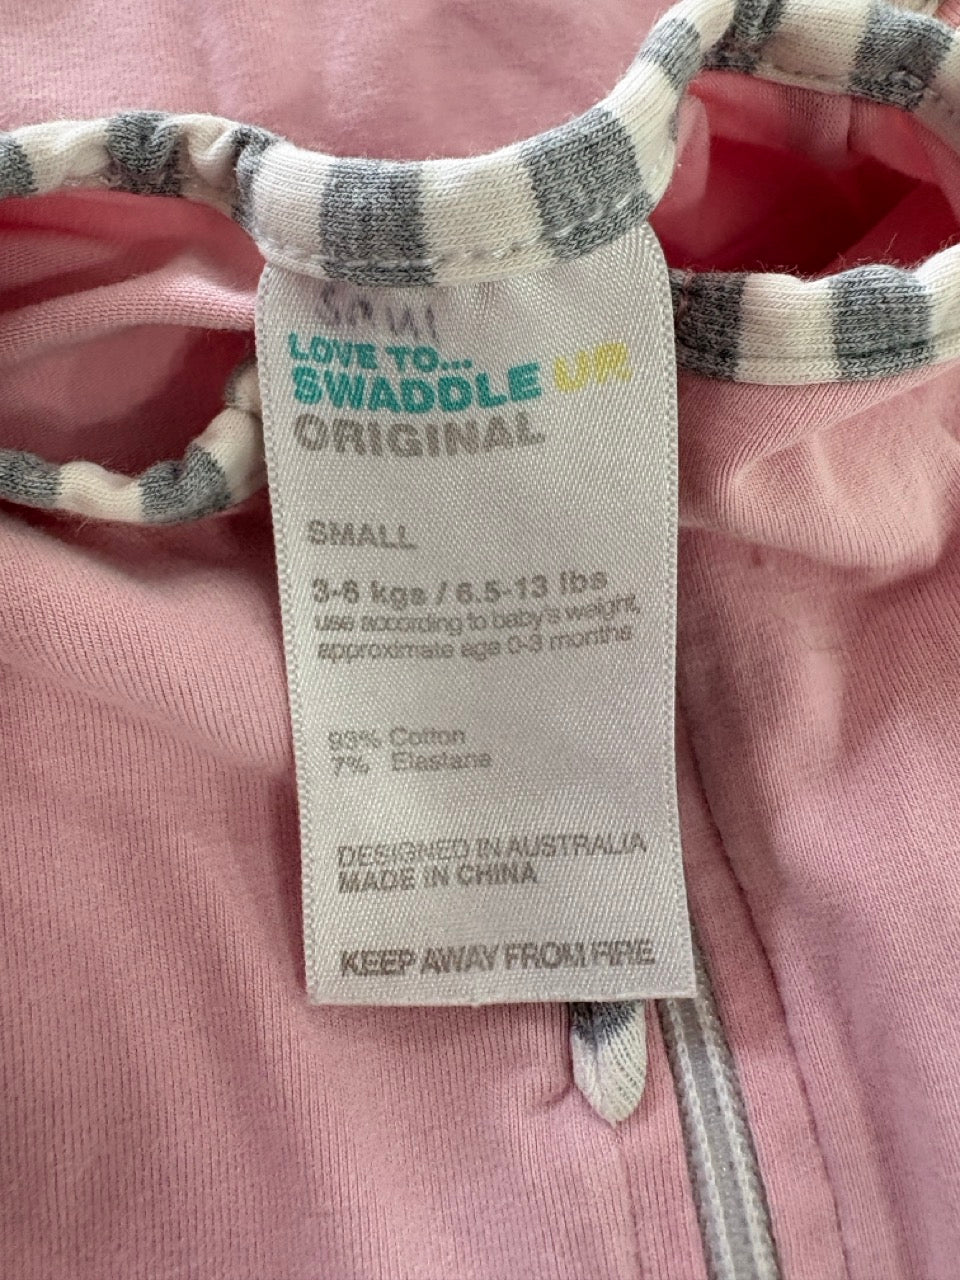 LOVE TO...
SWADDLE UP
ORIGINAL
SMALL
3-6 kgs / 6.5-13 lbs
use according to baby's weight,
approximate age 0-3 months
93% Cotton
7% Elastane
DESIGNED IN AUSTRALIA
MADE IN CHINA
KEEP AWAY FROM FIRE